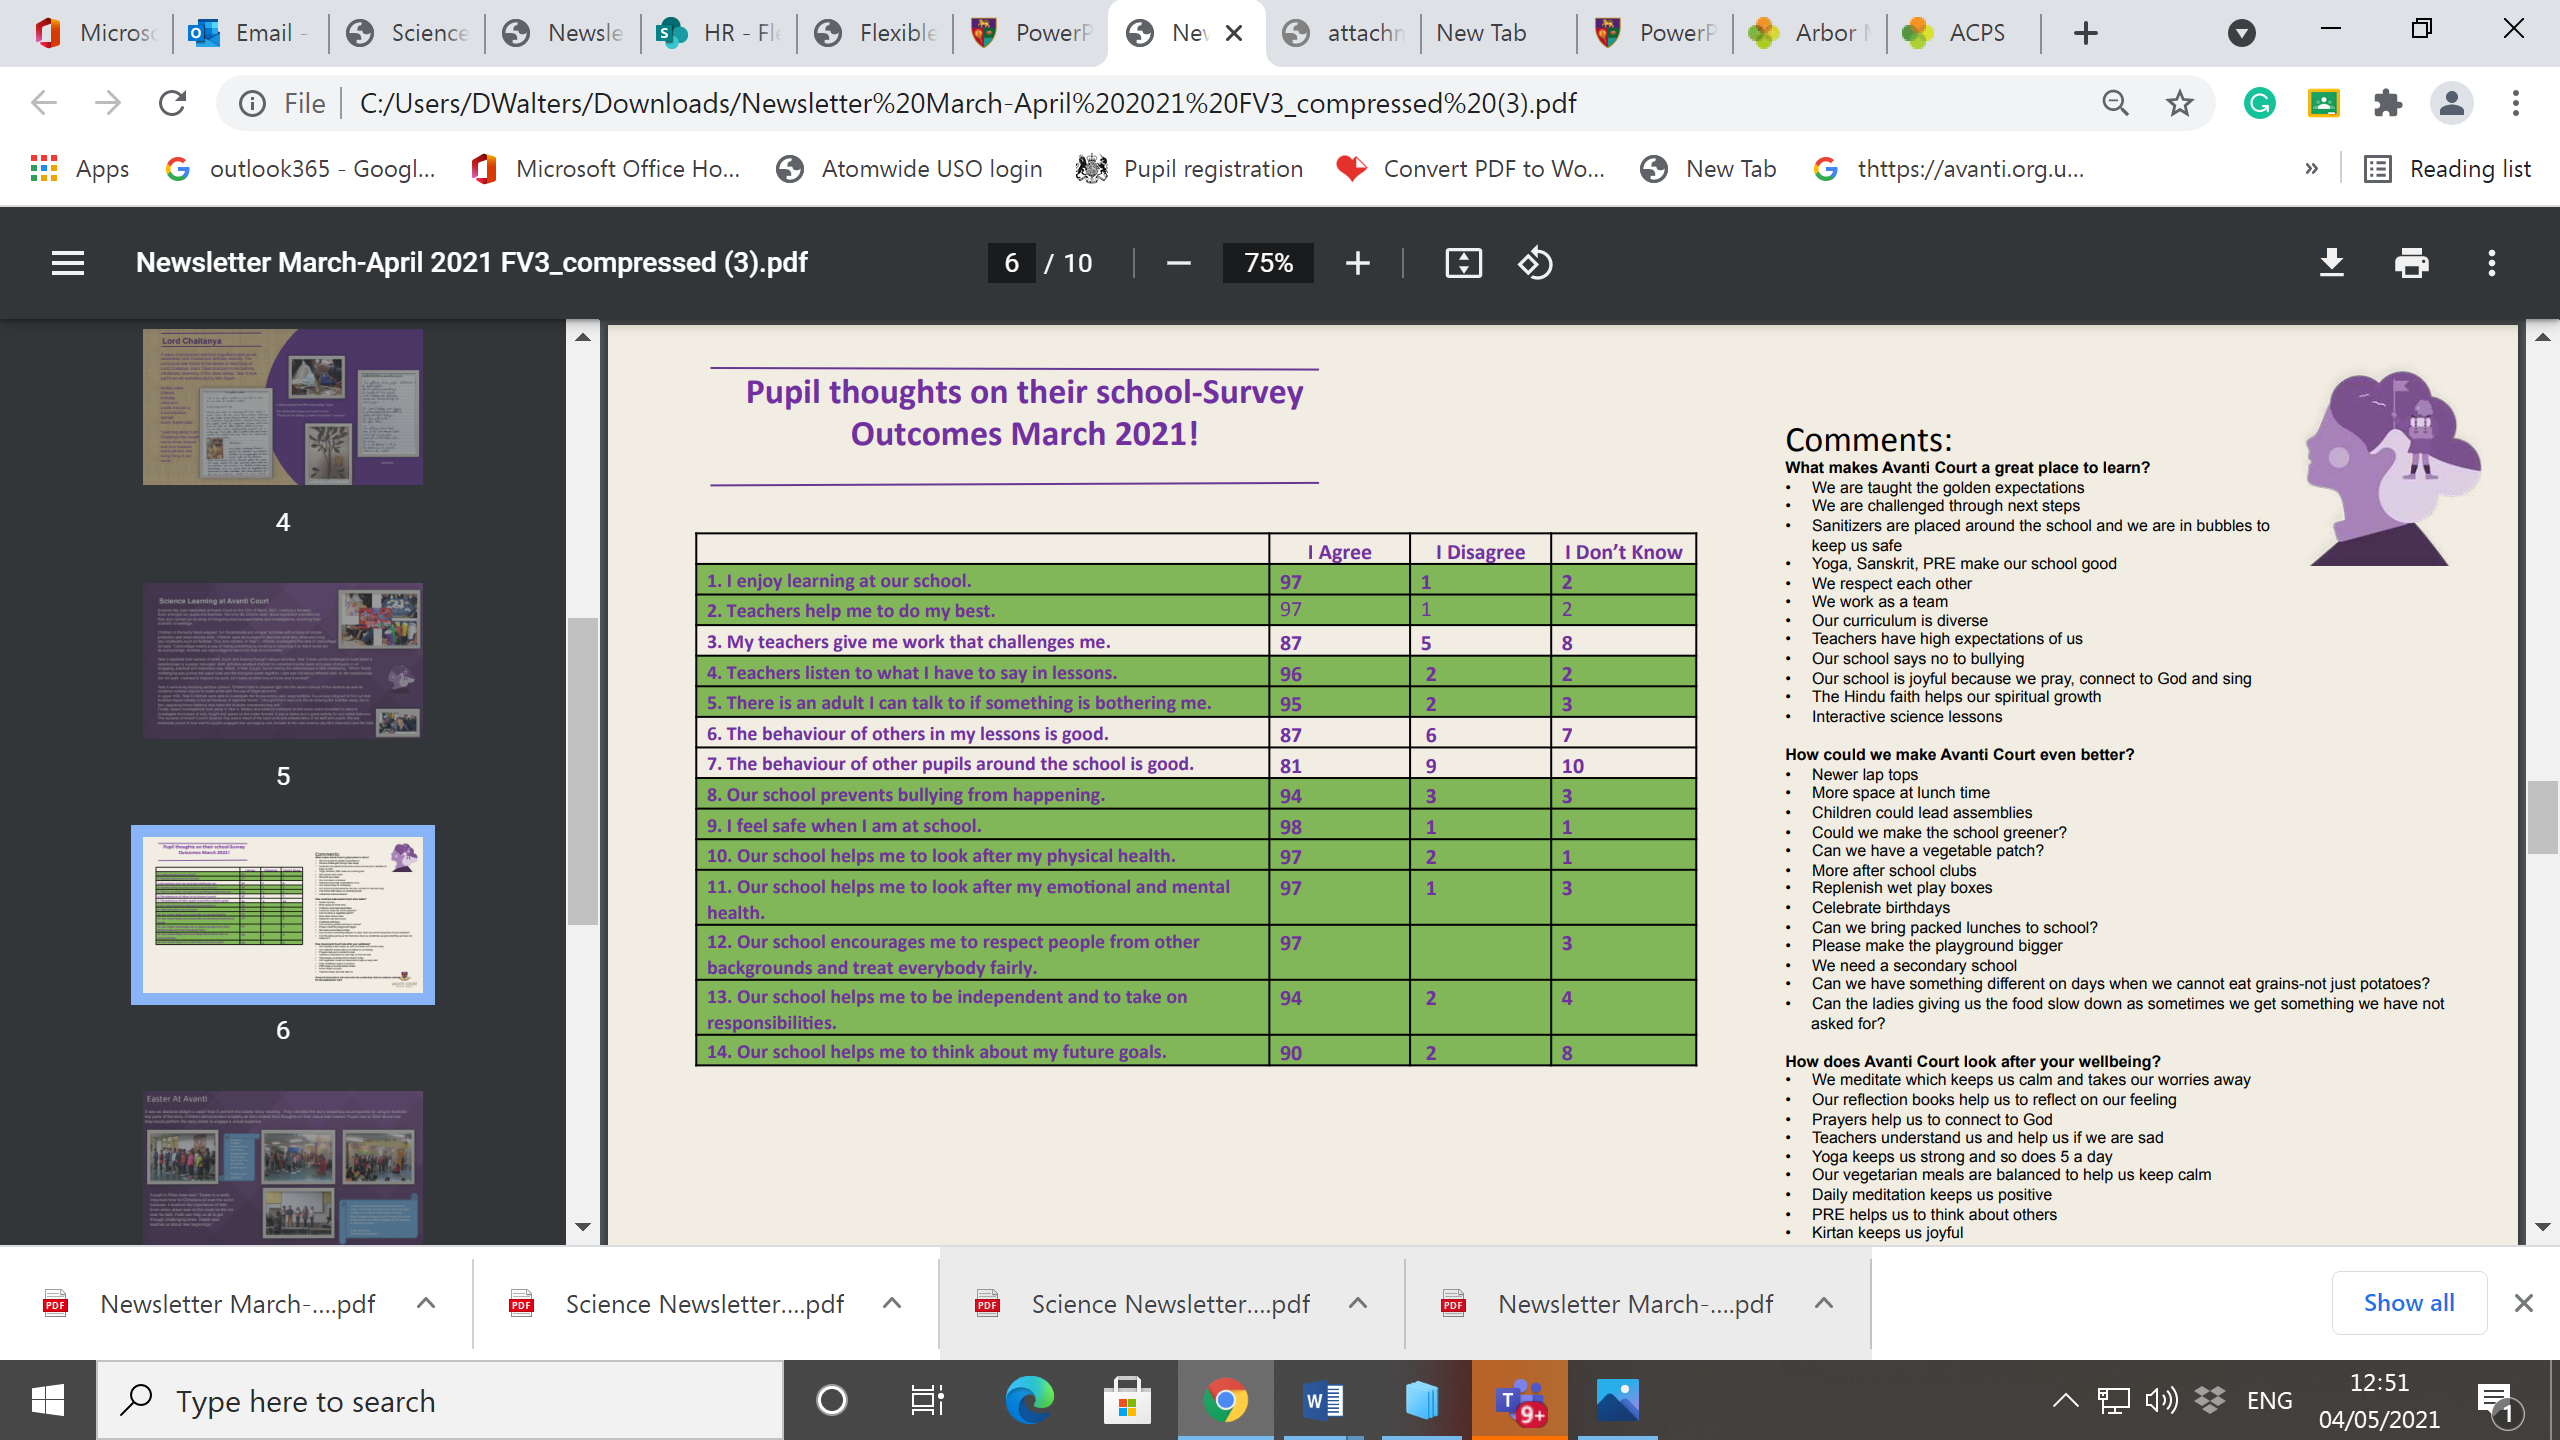 Microso
Email -
Science
Newsle
HR - Fle
Flexible
PowerP
Nev
attachm
New Tab
PowerP
Arbor
ACPS
File
C:/Users/DWalters/Downloads/Newsletter%20March-April%202021%20FV3_compressed%20(3).pdf
Apps
outlook365 - Googl...
Microsoft Office Ho...
Atomwide USO login
Pupil registration
Convert PDF to Wo...
New Tab
thttps://avanti.org.u...
»
Reading list
Newsletter March-April 2021 FV3_compressed (3).pdf
6 / 10
75%
Lord Chaitanya
4
Science Learning at Avanti Court
5
6
Easter At Avanti
Pupil thoughts on their school-Survey
Outcomes March 2021!
I Agree I Disagree I Don’t Know
1. I enjoy learning at our school. 97 1 2
2. Teachers help me to do my best. 97 1 2
3. My teachers give me work that challenges me. 87 5 8
4. Teachers listen to what I have to say in lessons. 96 2 2
5. There is an adult I can talk to if something is bothering me. 95 2 3
6. The behaviour of others in my lessons is good. 87 6 7
7. The behaviour of other pupils around the school is good. 81 9 10
8. Our school prevents bullying from happening. 94 3 3
9. I feel safe when I am at school. 98 1 1
10. Our school helps me to look after my physical health. 97 2 1
11. Our school helps me to look after my emotional and mental 97 1 3
health.
12. Our school encourages me to respect people from other 97 3
backgrounds and treat everybody fairly.
13. Our school helps me to be independent and to take on 94 2 4
responsibilities.
14. Our school helps me to think about my future goals. 90 2 8
Comments:
What makes Avanti Court a great place to learn?
• We are taught the golden expectations
• We are challenged through next steps
• Sanitizers are placed around the school and we are in bubbles to
keep us safe
• Yoga, Sanskrit, PRE make our school good
• We respect each other
• We work as a team
• Our curriculum is diverse
• Teachers have high expectations of us
• Our school says no to bullying
• Our school is joyful because we pray, connect to God and sing
• The Hindu faith helps our spiritual growth
• Interactive science lessons
How could we make Avanti Court even better?
• Newer lap tops
• More space at lunch time
• Children could lead assemblies
• Could we make the school greener?
• Can we have a vegetable patch?
• More after school clubs
• Replenish wet play boxes
• Celebrate birthdays
• Can we bring packed lunches to school?
• Please make the playground bigger
• We need a secondary school
• Can we have something different on days when we cannot eat grains-not just potatoes?
• Can the ladies giving us the food slow down as sometimes we get something we have not
asked for?
How does Avanti Court look after your wellbeing?
• We meditate which keeps us calm and takes our worries away
• Our reflection books help us to reflect on our feeling
• Prayers help us to connect to God
• Teachers understand us and help us if we are sad
• Yoga keeps us strong and so does 5 a day
• Our vegetarian meals are balanced to help us keep calm
• Daily meditation keeps us positive
• PRE helps us to think about others
• Kirtan keeps us joyful
Newsletter March-....pdf
Science Newsletter....pdf
Science Newsletter....pdf
Newsletter March-....pdf
Show all
Type here to search
9+
ENG
12:51
04/05/2021
1